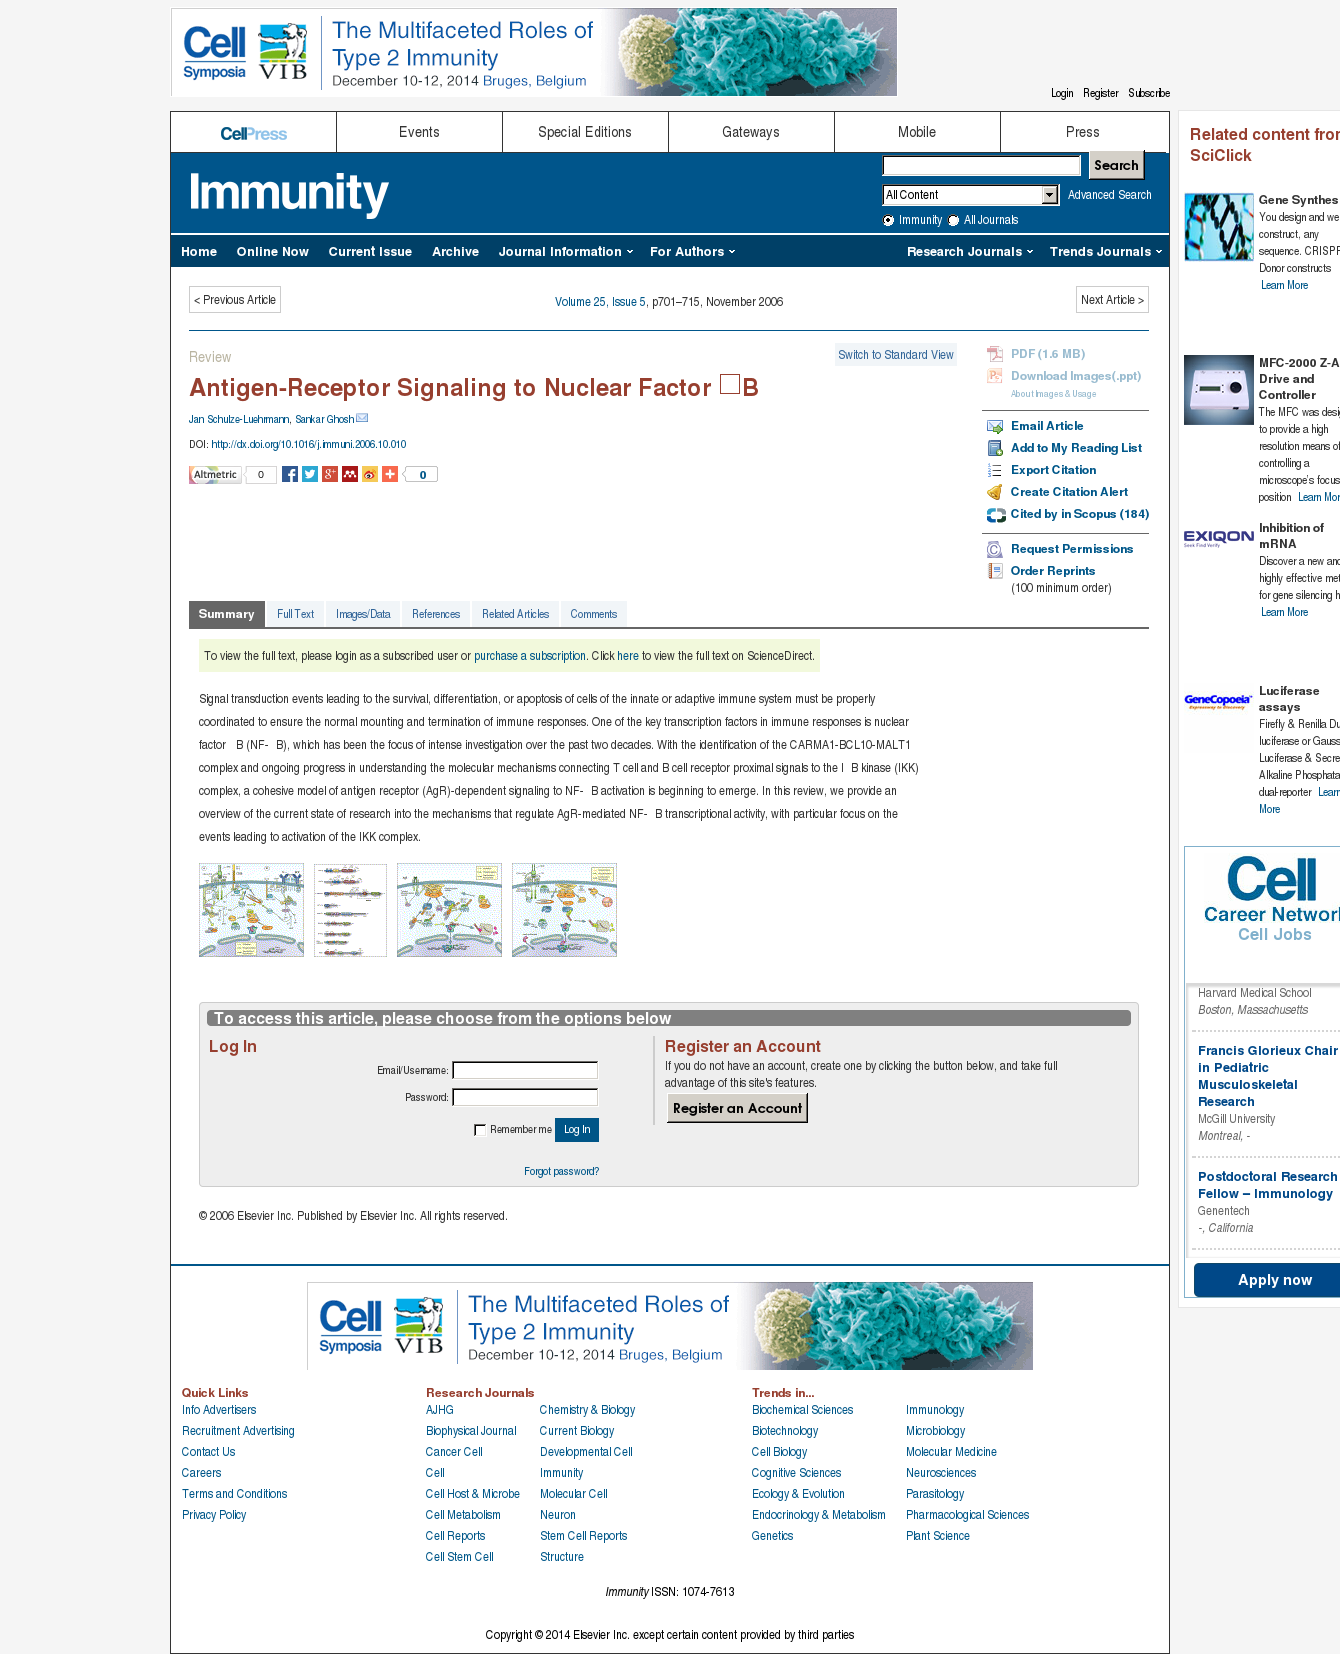 Cell Symposia VIB The Multifaceted Roles of
Type 2 Immunity
December 10-12, 2014 Bruges, Belgium
Login Register Subscribe
CellPress Events Special Editions Gateways Mobile Press
Immunity
Search
All Content Advanced Search
Immunity All Journals
Home Online Now Current Issue Archive Journal Information For Authors Research Journals Trends Journals
< Previous Article Volume 25, Issue 5, p701–715, November 2006 Next Article >
Review
Switch to Standard View
Antigen-Receptor Signaling to Nuclear Factor □B
Jan Schulze-Luehrmann, Sankar Ghosh
DOI: http://dx.doi.org/10.1016/j.immuni.2006.10.010
Altmetric 0 0
PDF (1.6 MB)
Download Images(.ppt)
About Images & Usage
Email Article
Add to My Reading List
Export Citation
Create Citation Alert
Cited by in Scopus (184)
Request Permissions
Order Reprints
(100 minimum order)
Summary Full Text Images/Data References Related Articles Comments
To view the full text, please login as a subscribed user or purchase a subscription. Click here to view the full text on ScienceDirect.
Signal transduction events leading to the survival, differentiation, or apoptosis of cells of the innate or adaptive immune system must be properly
coordinated to ensure the normal mounting and termination of immune responses. One of the key transcription factors in immune responses is nuclear
factor B (NF- B), which has been the focus of intense investigation over the past two decades. With the identification of the CARMA1-BCL10-MALT1
complex and ongoing progress in understanding the molecular mechanisms connecting T cell and B cell receptor proximal signals to the I B kinase (IKK)
complex, a cohesive model of antigen receptor (AgR)-dependent signaling to NF- B activation is beginning to emerge. In this review, we provide an
overview of the current state of research into the mechanisms that regulate AgR-mediated NF- B transcriptional activity, with particular focus on the
events leading to activation of the IKK complex.
To access this article, please choose from the options below
Log In
Email/Username:
Password:
Remember me Log In
Forgot password?
Register an Account
If you do not have an account, create one by clicking the button below, and take full
advantage of this site's features.
Register an Account
© 2006 Elsevier Inc. Published by Elsevier Inc. All rights reserved.
Related content from
SciClick
Gene Synthes
You design and we
construct, any
sequence. CRISPR
Donor constructs
Learn More
MFC-2000 Z-A
Drive and
Controller
The MFC was desi
to provide a high
resolution means of
controlling a
microscope's focus
position Learn Mor
EXIQON
Seek Find Verify
Inhibition of
mRNA
Discover a new and
highly effective met
for gene silencing h
Learn More
GeneCopoeia
Expressway to discovery
Luciferase
assays
Firefly & Renilla Du
luciferase or Gauss
Luciferase & Secre
Alkaline Phosphata
dual-reporter Learn
More
Cell
Career Network
Cell Jobs
Harvard Medical School
Boston, Massachusetts
Francis Glorieux Chair
in Pediatric
Musculoskeletal
Research
McGill University
Montreal, -
Postdoctoral Research
Fellow – Immunology
Genentech
-, California
Apply now
Cell Symposia VIB The Multifaceted Roles of
Type 2 Immunity
December 10-12, 2014 Bruges, Belgium
Quick Links
Info Advertisers
Recruitment Advertising
Contact Us
Careers
Terms and Conditions
Privacy Policy
Research Journals
AJHG Chemistry & Biology
Biophysical Journal Current Biology
Cancer Cell Developmental Cell
Cell Immunity
Cell Host & Microbe Molecular Cell
Cell Metabolism Neuron
Cell Reports Stem Cell Reports
Cell Stem Cell Structure
Trends in...
Biochemical Sciences Immunology
Biotechnology Microbiology
Cell Biology Molecular Medicine
Cognitive Sciences Neurosciences
Ecology & Evolution Parasitology
Endocrinology & Metabolism Pharmacological Sciences
Genetics Plant Science
Immunity ISSN: 1074-7613
Copyright © 2014 Elsevier Inc. except certain content provided by third parties